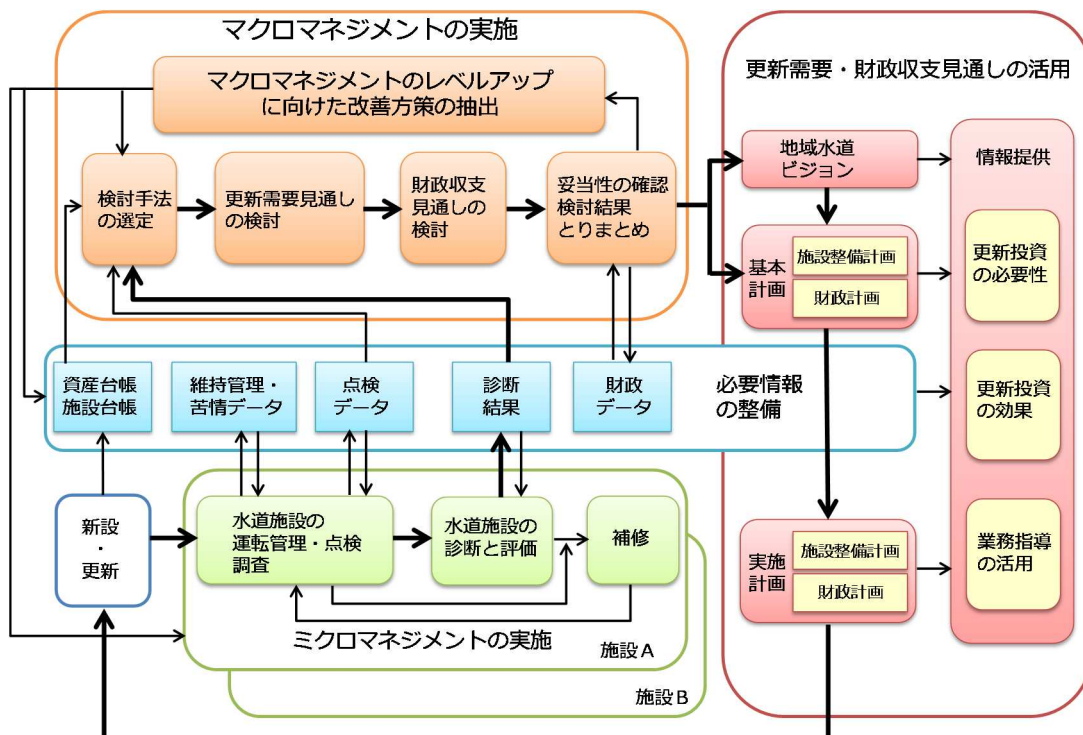 マクロマネジメントの実施
マクロマネジメントのレベルアップ
に向けた改善方策の抽出
検討手法
の選定
更新需要見通し
の検討
財政収支
見通しの
検討
妥当性の確認
検討結果
とりまとめ
更新需要・財政収支見通しの活用
地域水道
ビジョン
基本
計画
施設整備計画
財政計画
実施
計画
施設整備計画
財政計画
情報提供
更新投資
の必要性
更新投資
の効果
業務指導
の活用
資産台帳
施設台帳
維持管理・
苦情データ
点検
データ
診断
結果
財政
データ
必要情報
の整備
新設
・
更新
水道施設の
運転管理・点検
調査
水道施設の
診断と評価
補修
ミクロマネジメントの実施
施設A
施設B